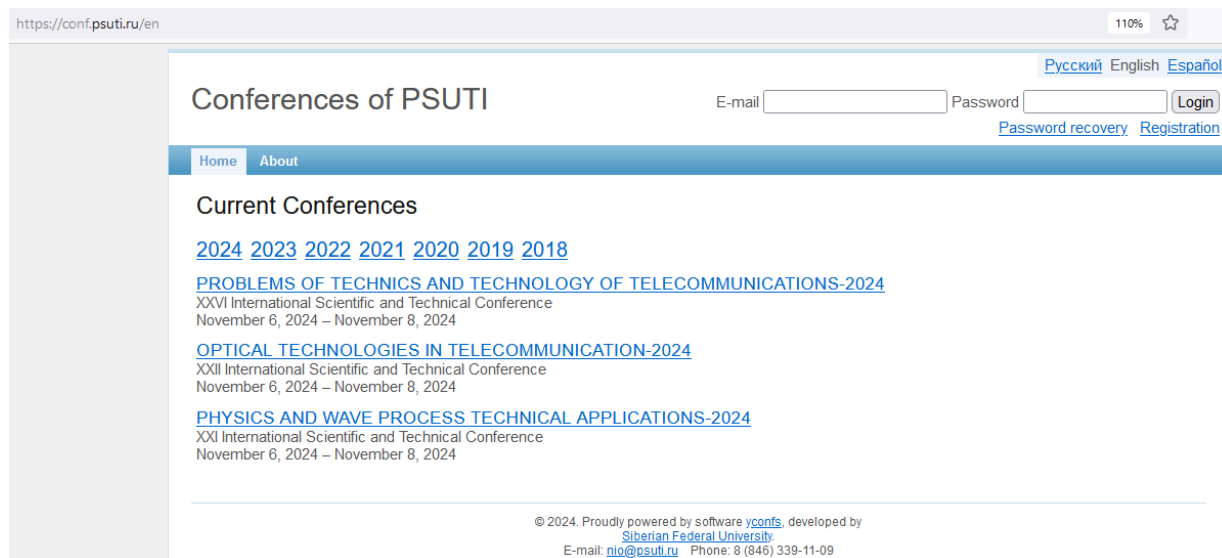 https://conf.psuti.ru/en
110%
Русский English Español
Conferences of PSUTI
E-mail Password Login
Password recovery Registration
Home About
Current Conferences
2024 2023 2022 2021 2020 2019 2018
PROBLEMS OF TECHNICS AND TECHNOLOGY OF TELECOMMUNICATIONS-2024
XXVI International Scientific and Technical Conference
November 6, 2024 – November 8, 2024
OPTICAL TECHNOLOGIES IN TELECOMMUNICATION-2024
XXII International Scientific and Technical Conference
November 6, 2024 – November 8, 2024
PHYSICS AND WAVE PROCESS TECHNICAL APPLICATIONS-2024
XXI International Scientific and Technical Conference
November 6, 2024 – November 8, 2024
© 2024. Proudly powered by software yconfs, developed by
Siberian Federal University.
E-mail: nio@psuti.ru Phone: 8 (846) 339-11-09